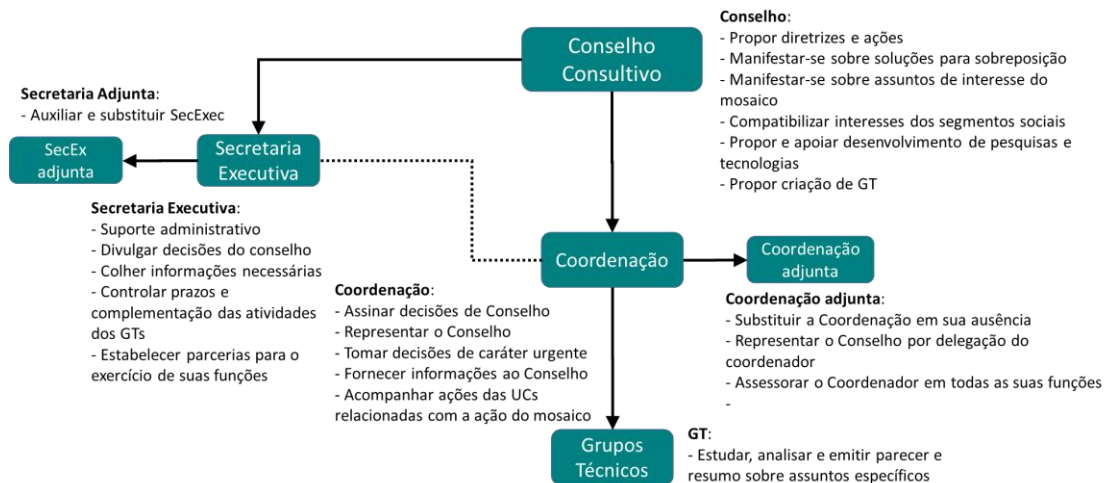 Conselho
Consultivo
Conselho:
- Propor diretrizes e ações
- Manifestar-se sobre soluções para sobreposição
- Manifestar-se sobre assuntos de interesse do
mosaico
- Compatibilizar interesses dos segmentos sociais
- Propor e apoiar desenvolvimento de pesquisas e
tecnologias
- Propor criação de GT
Secretaria Adjunta:
- Auxiliar e substituir SecExec
SecEx
adjunta
Secretaria
Executiva
Secretaria Executiva:
- Suporte administrativo
- Divulgar decisões do conselho
- Colher informações necessárias
- Controlar prazos e
complementação das atividades
dos GTs
- Estabelecer parcerias para o
exercício de suas funções
Coordenação
Coordenação:
- Assinar decisões de Conselho
- Representar o Conselho
- Tomar decisões de caráter urgente
- Fornecer informações ao Conselho
- Acompanhar ações das UCs
relacionadas com a ação do mosaico
Coordenação
adjunta
Coordenação adjunta:
- Substituir a Coordenação em sua ausência
- Representar o Conselho por delegação do
coordenador
- Assessorar o Coordenador em todas as suas funções
-
Grupos
Técnicos
GT:
- Estudar, analisar e emitir parecer e
resumo sobre assuntos específicos